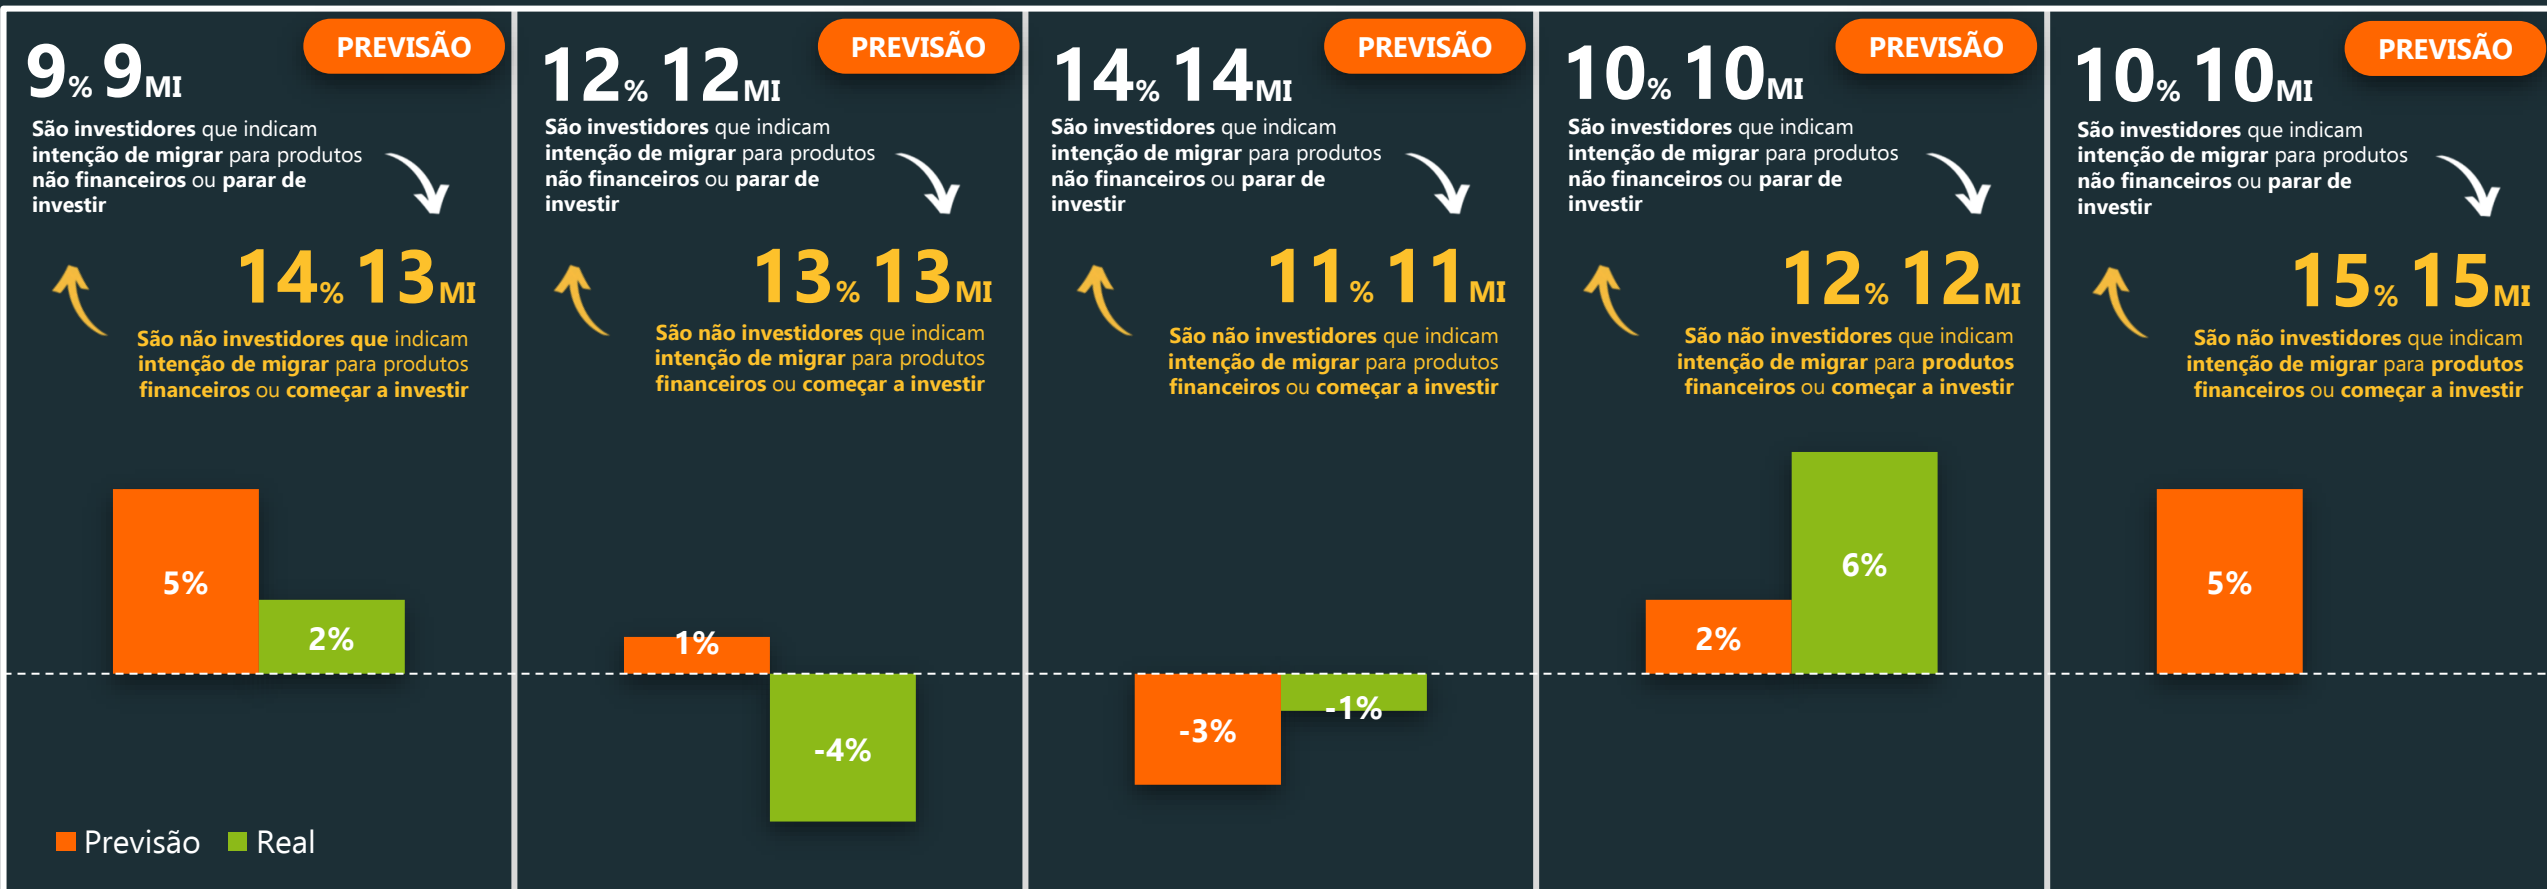 PREVISÃO
9% 9MI
São investidores que indicam
intenção de migrar para produtos
não financeiros ou parar de
investir
14% 13MI
São não investidores que indicam
intenção de migrar para produtos
financeiros ou começar a investir
5%
2%
Previsão
Real
PREVISÃO
12% 12MI
São investidores que indicam
intenção de migrar para produtos
não financeiros ou parar de
investir
13% 13MI
São não investidores que indicam
intenção de migrar para produtos
financeiros ou começar a investir
1%
-4%
PREVISÃO
14% 14MI
São investidores que indicam
intenção de migrar para produtos
não financeiros ou parar de
investir
11% 11MI
São não investidores que indicam
intenção de migrar para produtos
financeiros ou começar a investir
-3%
-1%
PREVISÃO
10% 10MI
São investidores que indicam
intenção de migrar para produtos
não financeiros ou parar de
investir
12% 12MI
São não investidores que indicam
intenção de migrar para produtos
financeiros ou começar a investir
2%
6%
PREVISÃO
10% 10MI
São investidores que indicam
intenção de migrar para produtos
não financeiros ou parar de
investir
15% 15MI
São não investidores que indicam
intenção de migrar para produtos
financeiros ou começar a investir
5%